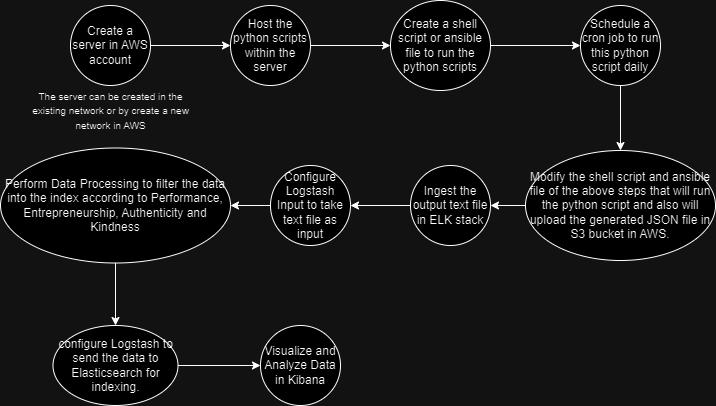 Create a
server in AWS
account
Host the
python scripts
within the
server
Create a shell
script or ansible
file to run the
python scripts
Schedule a
cron job to run
this python
script daily
The server can be created in the
existing network or by create a new
network in AWS
Perform Data Processing to filter the data
into the index according to Performance,
Entrepreneurship, Authenticity and
Kindness
Configure
Logstash
Input to take
text file as
input
Ingest the
output text file
in ELK stack
Modify the shell script and ansible
file of the above steps that will run
the python script and also will
upload the generated JSON file in
S3 bucket in AWS.
configure Logstash to
send the data to
Elasticsearch for
indexing.
Visualize and
Analyze Data
in Kibana